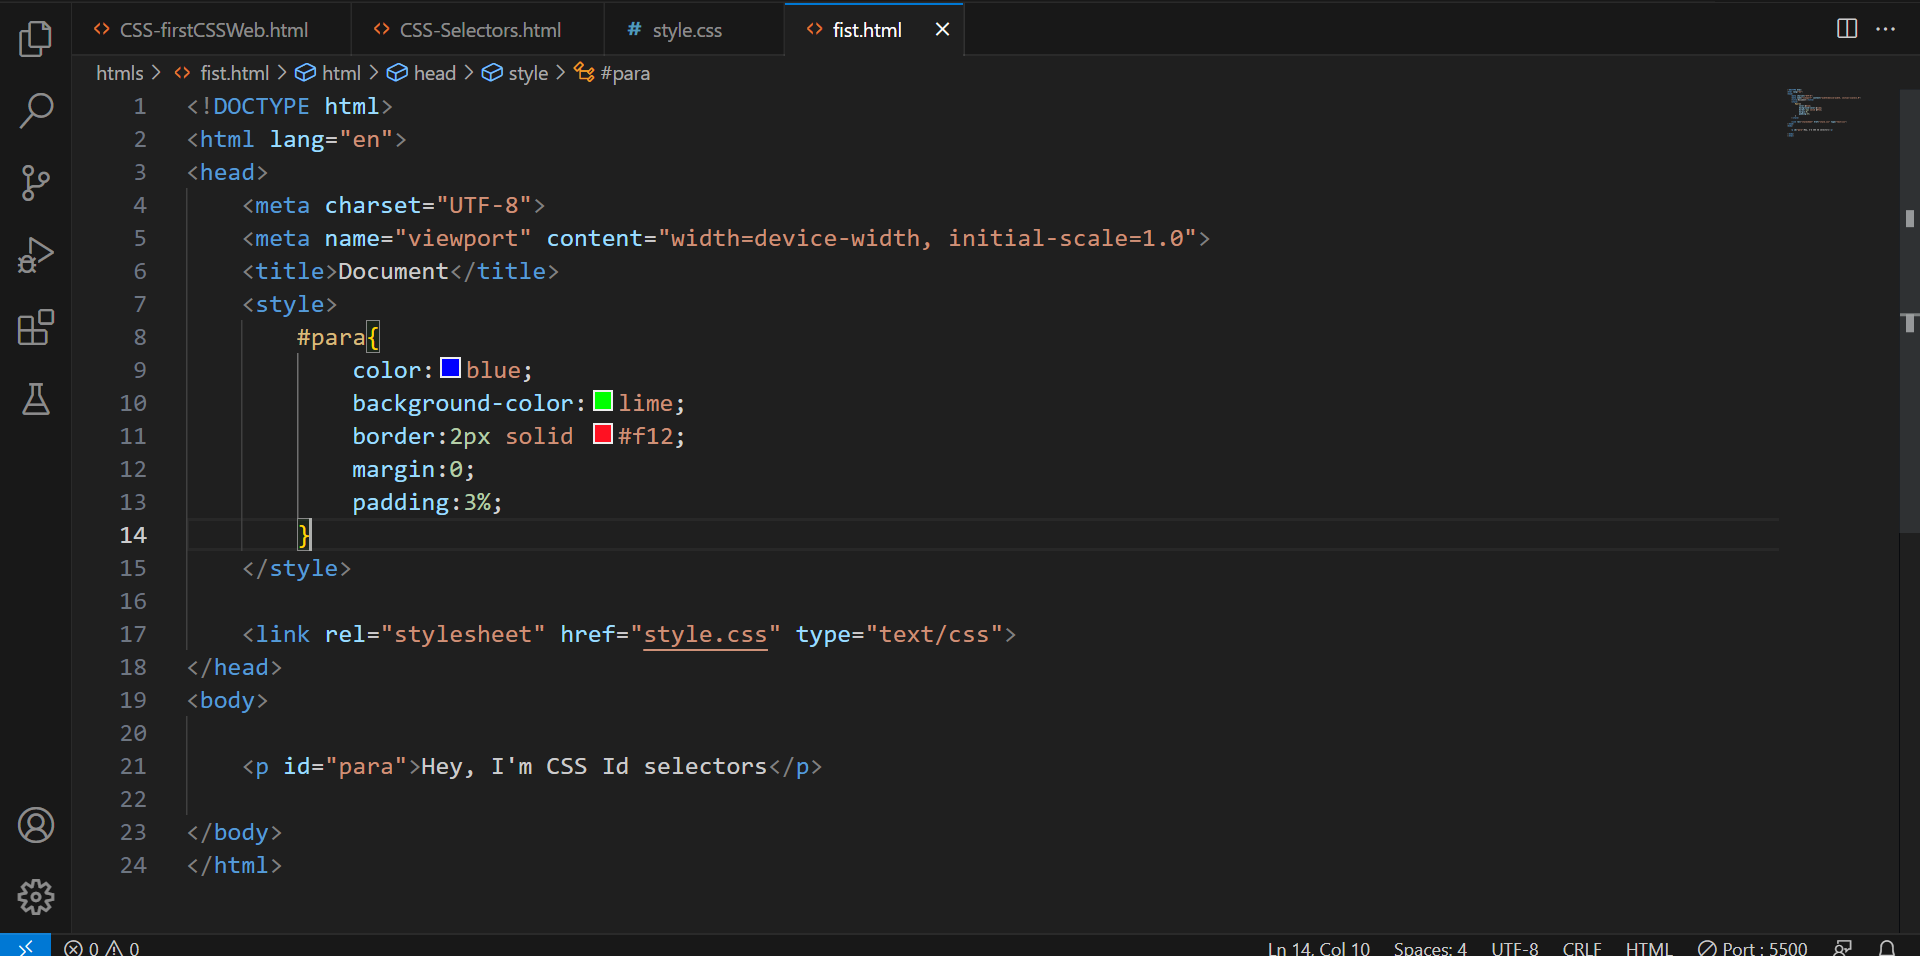 CSS-firstCSSWeb.html CSS-Selectors.html # style.css fist.html
htmls > fist.html > html > head > style > #para
1 <!DOCTYPE html>
2 <html lang="en">
3 <head>
4 <meta charset="UTF-8">
5 <meta name="viewport" content="width=device-width, initial-scale=1.0">
6 <title>Document</title>
7 <style>
8 #para{
9 color:blue;
10 background-color:lime;
11 border:2px solid #f12;
12 margin:0;
13 padding:3%;
14 }
15 </style>
16
17 <link rel="stylesheet" href="style.css" type="text/css">
18 </head>
19 <body>
20
21 <p id="para">Hey, I'm CSS Id selectors</p>
22
23 </body>
24 </html>
0 0 Ln 14, Col 10 Spaces: 4 UTF-8 CRLF HTML Port : 5500